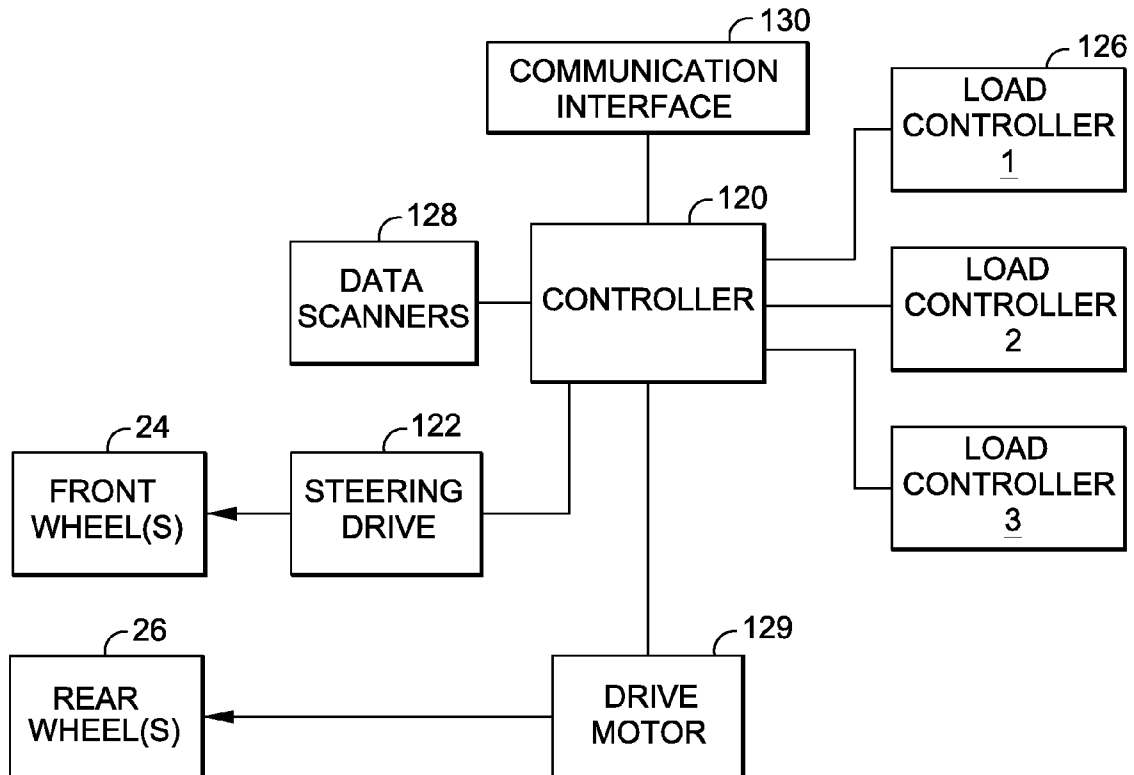 130
COMMUNICATION
INTERFACE
126
LOAD
CONTROLLER
1
120
CONTROLLER
128
DATA
SCANNERS
LOAD
CONTROLLER
2
24
FRONT
WHEEL(S)
122
STEERING
DRIVE
LOAD
CONTROLLER
3
26
REAR
WHEEL(S)
129
DRIVE
MOTOR